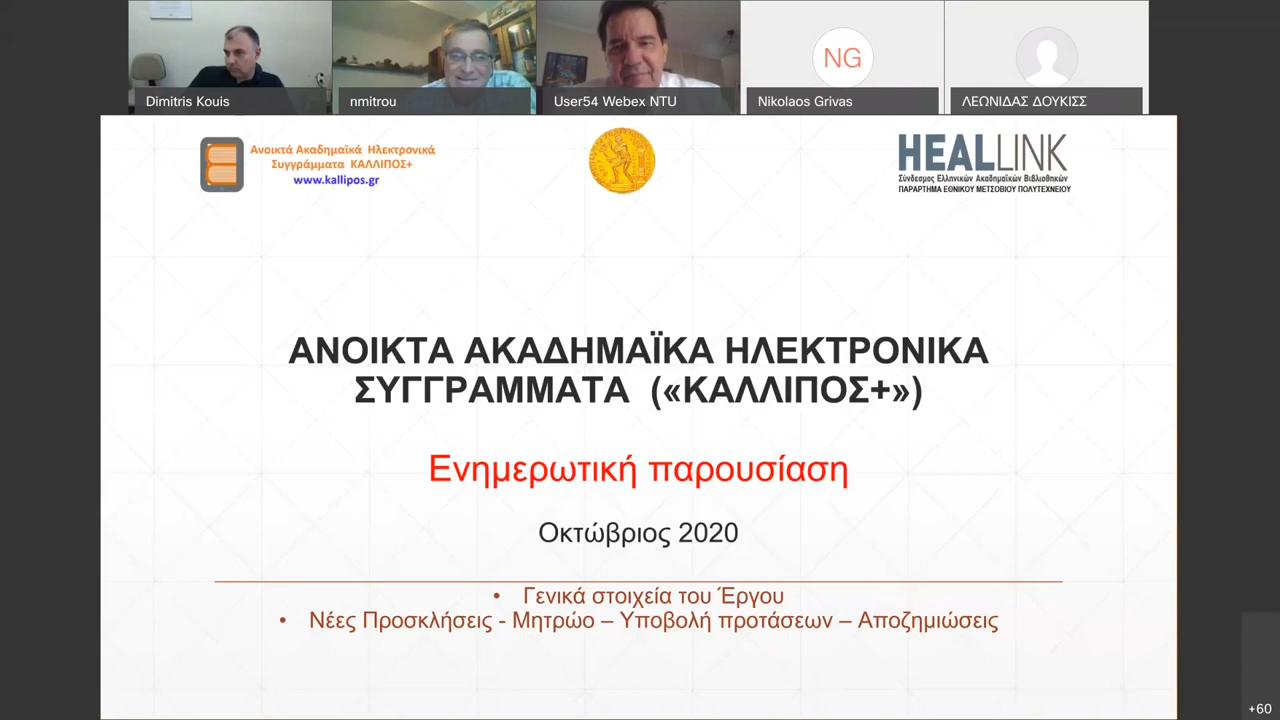 Dimitris Kouis
nmitrou
User54 Webex NTU
NG
Nikolaos Grivas
ΛΕΩΝΙΔΑΣ ΔΟΥΚΙΣΣ
Ανοικτά Ακαδημαϊκά Ηλεκτρονικά
Συγγράμματα ΚΑΛΛΙΠΟΣ+
www.kallipos.gr
HEALLINK
Σύνδεσμος Ελληνικών Ακαδημαϊκών Βιβλιοθηκών
ΠΑΡΑΡΤΗΜΑ ΕΘΝΙΚΟΥ ΜΕΤΣΟΒΙΟΥ ΠΟΛΥΤΕΧΝΕΙΟΥ
ΑΝΟΙΚΤΑ ΑΚΑΔΗΜΑΪΚΑ ΗΛΕΚΤΡΟΝΙΚΑ
ΣΥΓΓΡΑΜΜΑΤΑ («ΚΑΛΛΙΠΟΣ+»)
Ενημερωτική παρουσίαση
Οκτώβριος 2020
• Γενικά στοιχεία του Έργου
• Νέες Προσκλήσεις - Μητρώο – Υποβολή προτάσεων – Αποζημιώσεις
+60